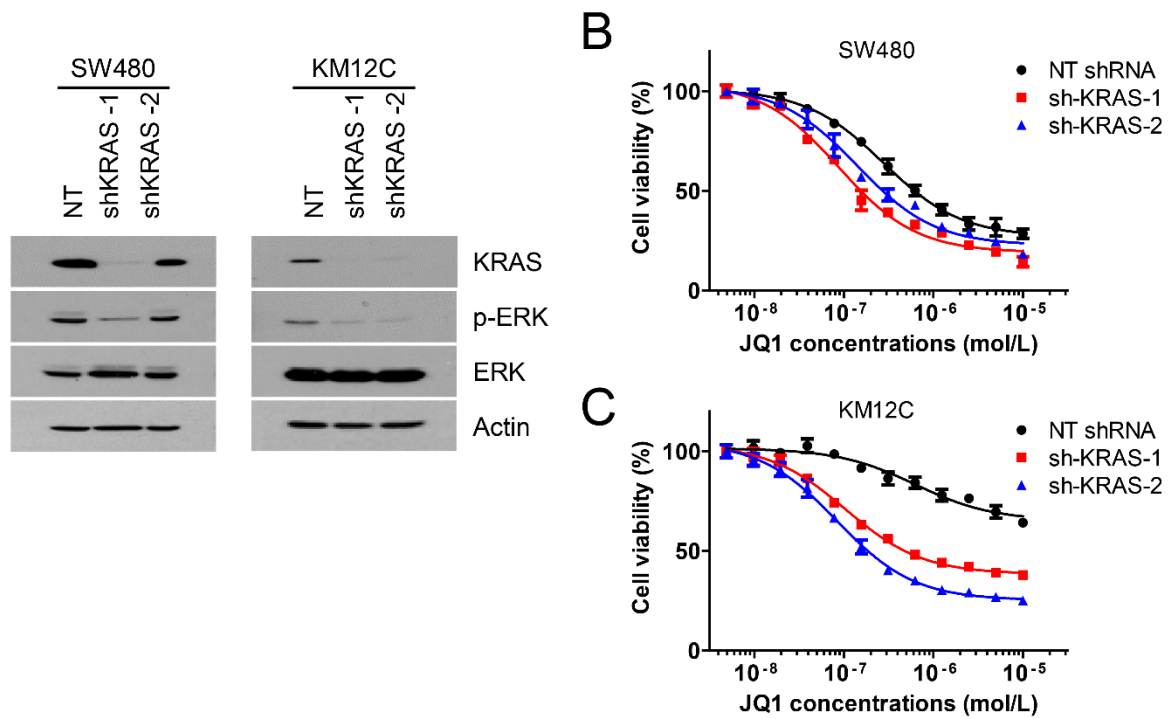 SW480
KM12C
NT
shKRAS -1
shKRAS -2
NT
shKRAS -1
shKRAS -2
KRAS
p-ERK
ERK
Actin
B
SW480
NT shRNA
sh-KRAS-1
sh-KRAS-2
Cell viability (%)
100
50
0
10-8
10-7
10-6
10-5
JQ1 concentrations (mol/L)
C
KM12C
NT shRNA
sh-KRAS-1
sh-KRAS-2
Cell viability (%)
100
50
0
10-8
10-7
10-6
10-5
JQ1 concentrations (mol/L)